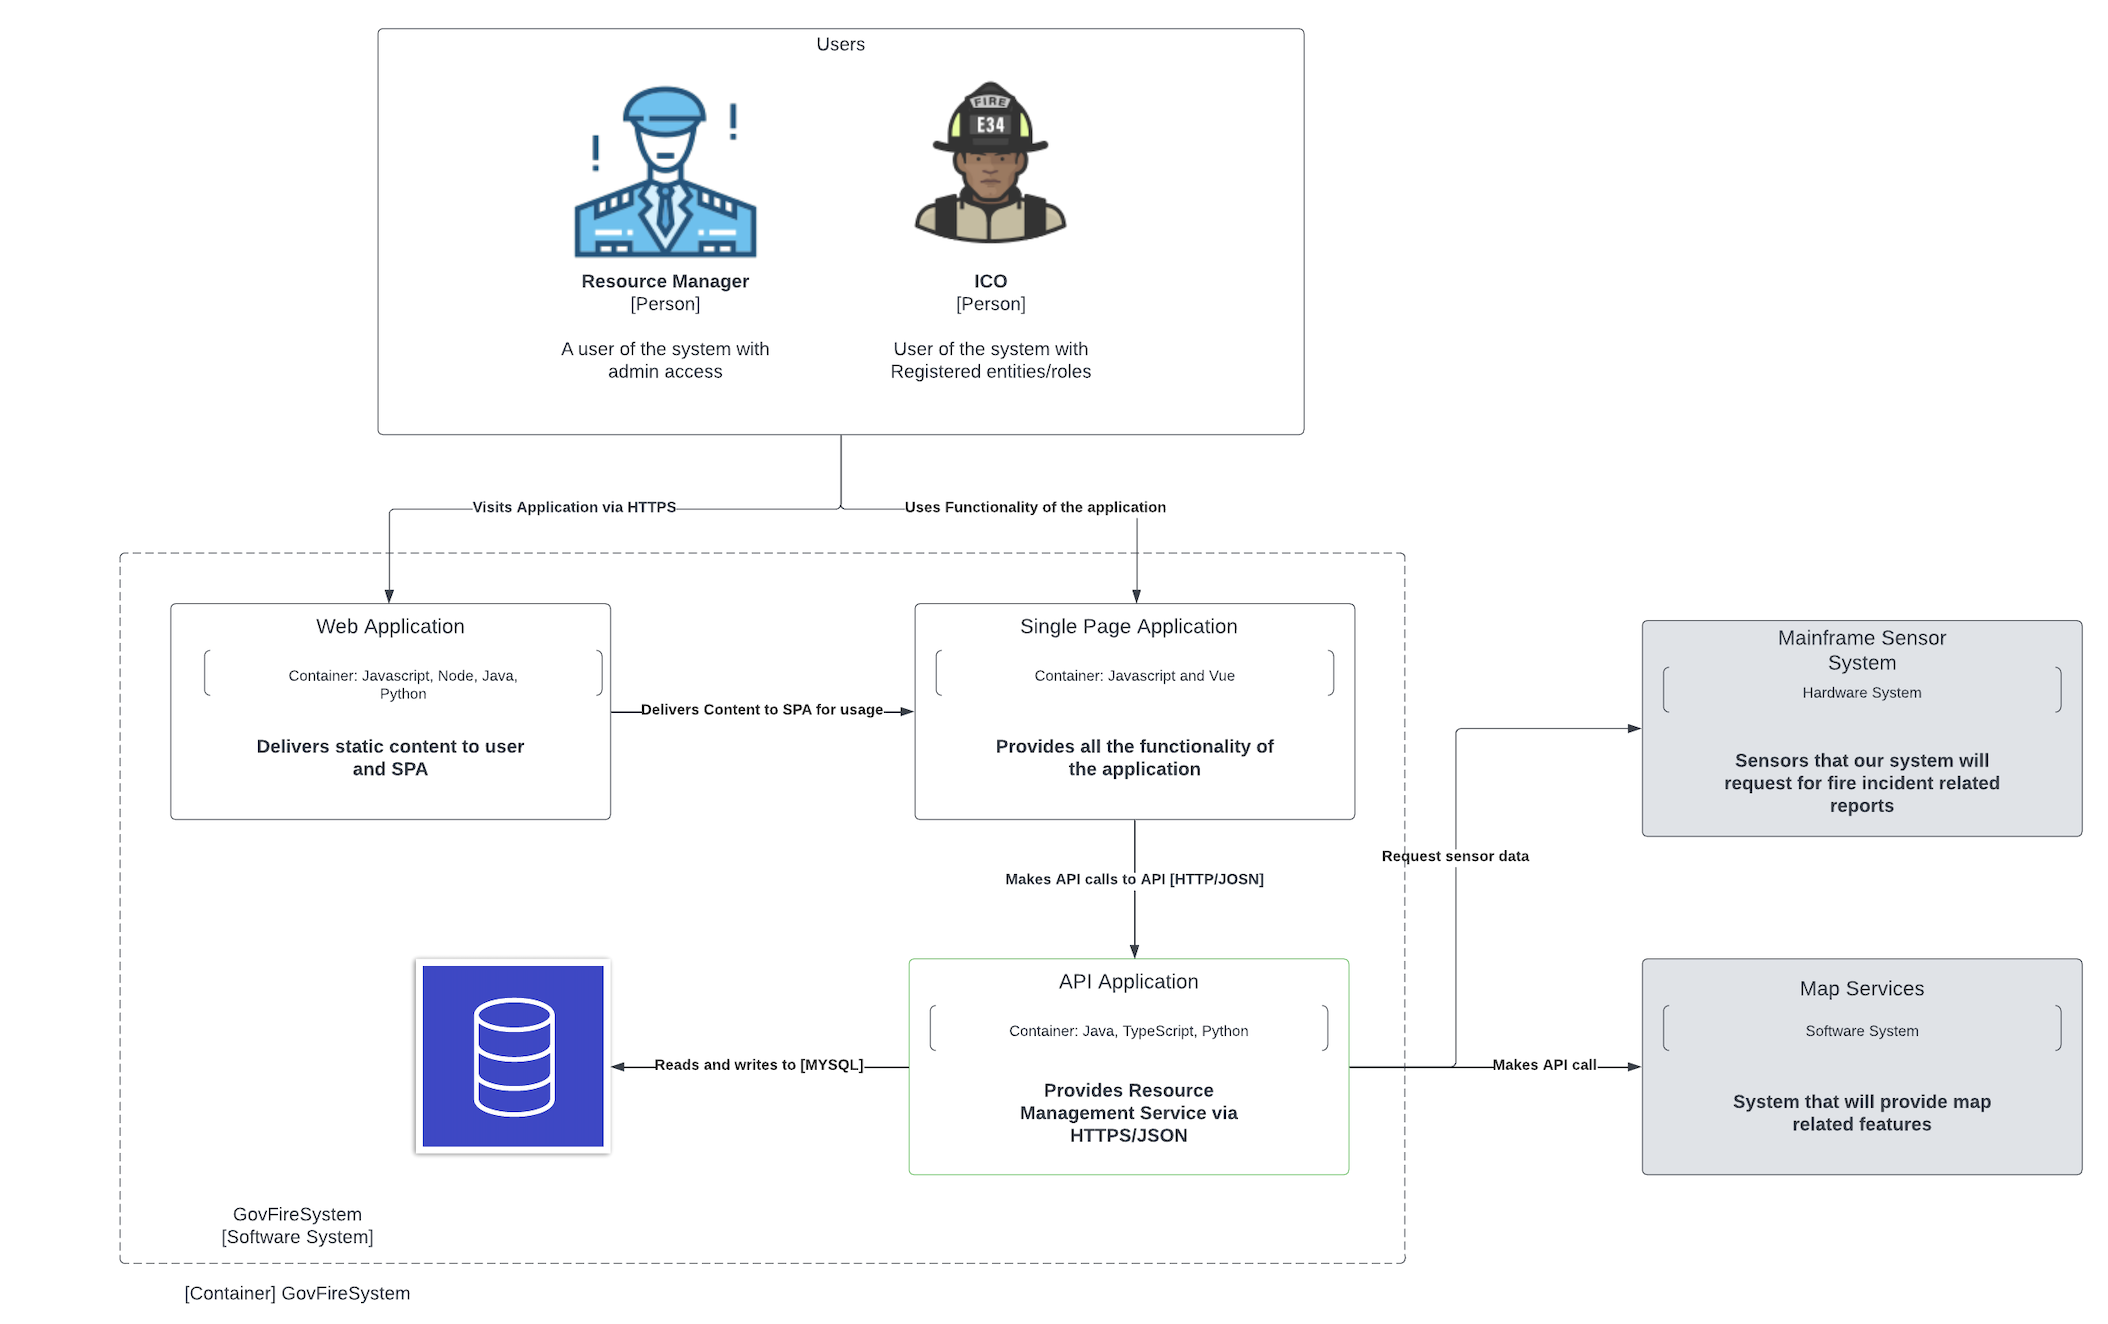 Users
FIRE
E34
Resource Manager
[Person]
A user of the system with
admin access
ICO
[Person]
User of the system with
Registered entities/roles
Visits Application via HTTPS
Uses Functionality of the application
Web Application
Container: Javascript, Node, Java,
Python
Delivers static content to user
and SPA
Delivers Content to SPA for usage
Single Page Application
Container: Javascript and Vue
Provides all the functionality of
the application
Mainframe Sensor
System
Hardware System
Sensors that our system will
request for fire incident related
reports
Request sensor data
Makes API calls to API [HTTP/JOSN]
Reads and writes to [MYSQL]
API Application
Container: Java, TypeScript, Python
Provides Resource
Management Service via
HTTPS/JSON
Makes API call
Map Services
Software System
System that will provide map
related features
GovFireSystem
[Software System]
[Container] GovFireSystem